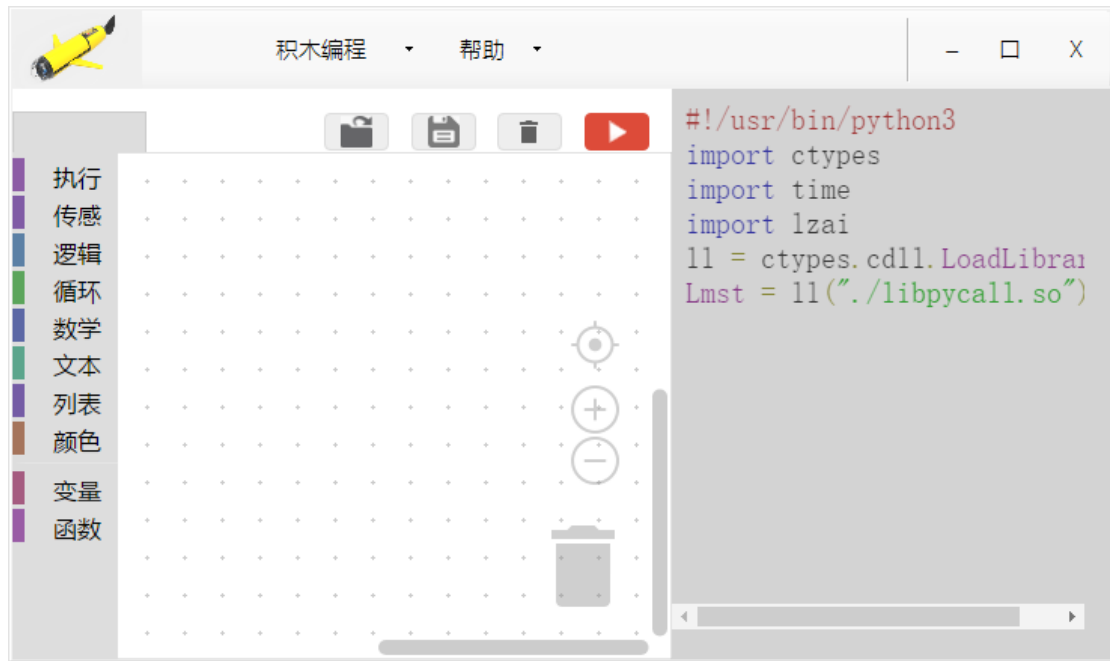 积木编程 帮助
X
执行
传感
逻辑
循环
数学
文本
列表
颜色
变量
函数
#!/usr/bin/python3
import ctypes
import time
import lzai
ll = ctypes.cdll.LoadLibrar
Lmst = ll("./libpycall.so")